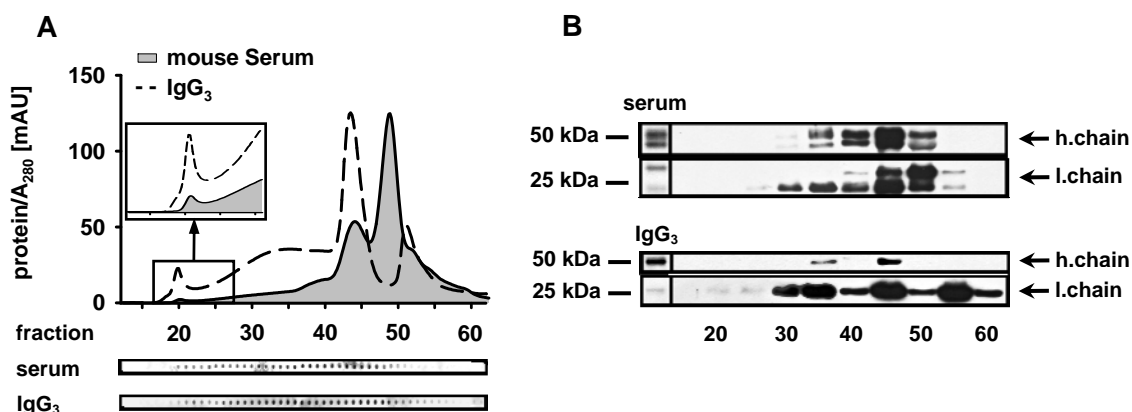 A
mouse Serum
IgG3
protein/A280 [mAU]
150
100
50
0
fraction 20 30 40 50 60
serum
IgG3
B
serum
50 kDa
h.chain
25 kDa
l.chain
IgG3
50 kDa
h.chain
25 kDa
l.chain
20 30 40 50 60